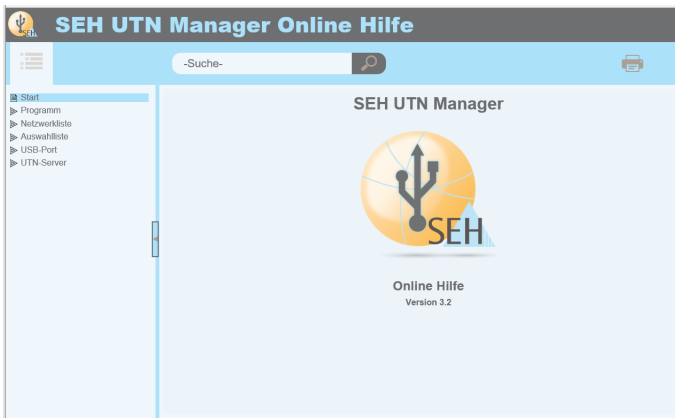 SEH
SEH UTN Manager Online Hilfe
-Suche-
Start
Programm
Netzwerkliste
Auswahlliste
USB-Port
UTN-Server
SEH UTN Manager
SEH
Online Hilfe
Version 3.2